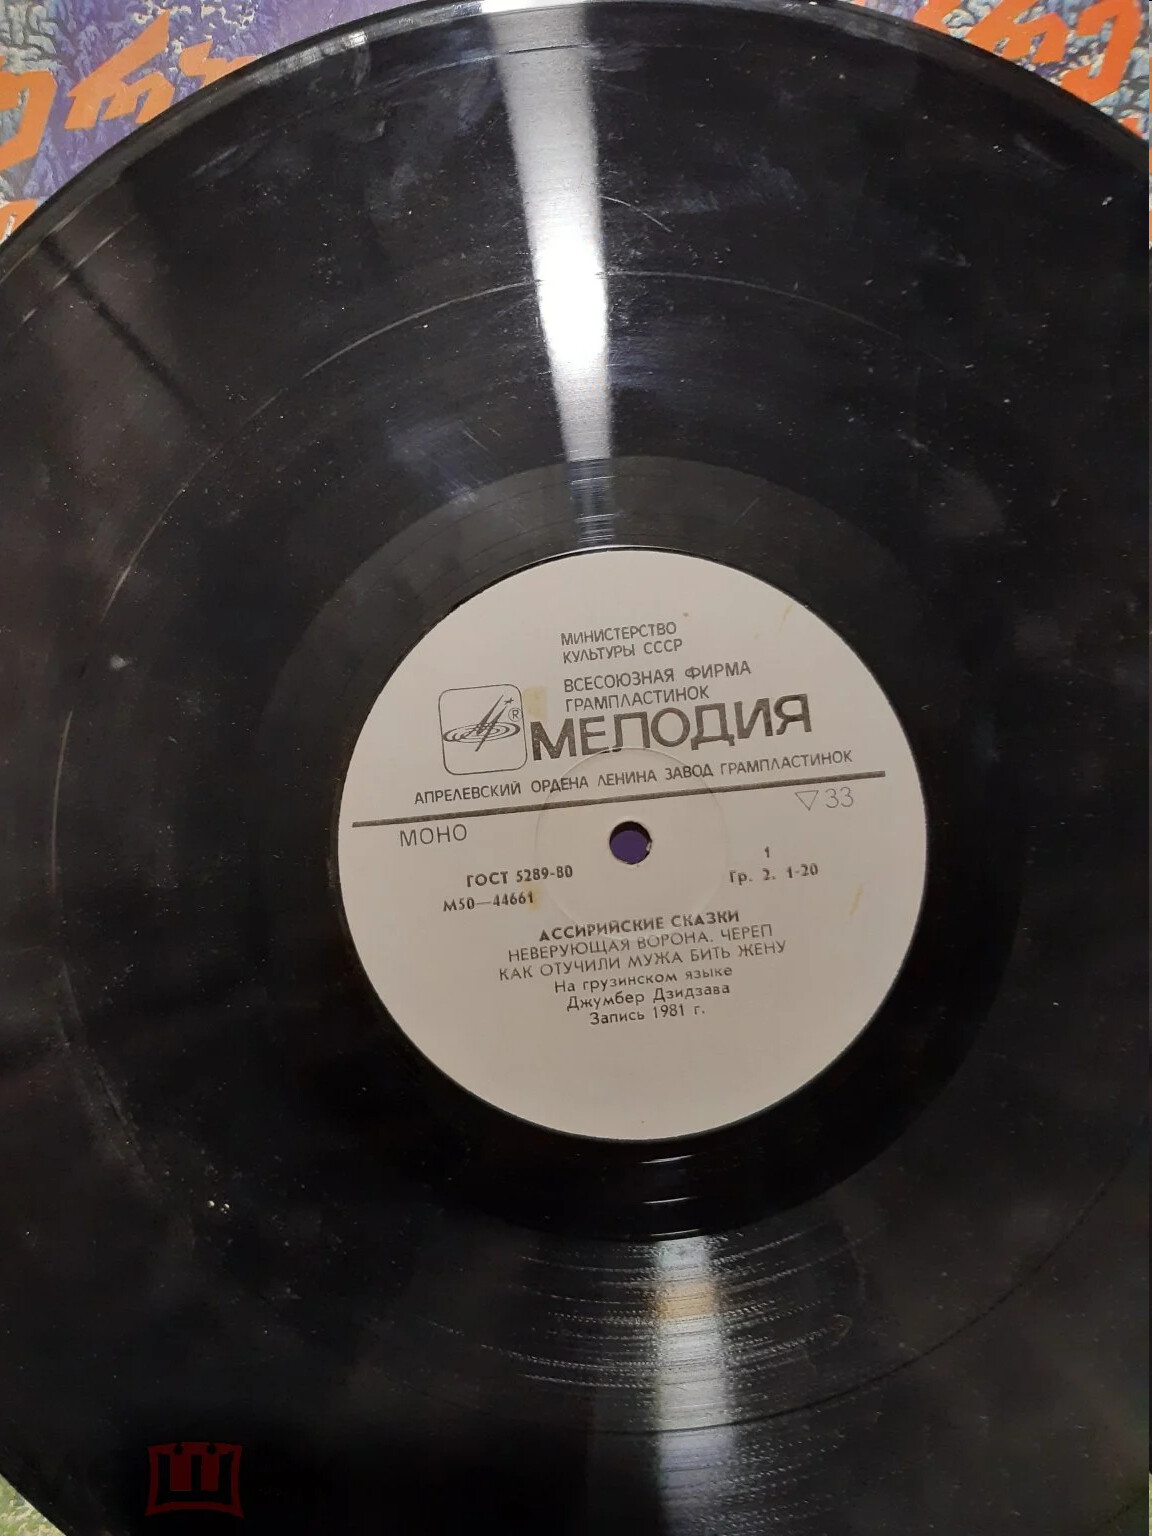 МИНИСТЕРСТВО
КУЛЬТУРЫ СССР
ВСЕСОЮЗНАЯ ФИРМА
ГРАМПЛАСТИНОК
МЕЛОДИЯ
®
АПРЕЛЕВСКИЙ ОРДЕНА ЛЕНИНА ЗАВОД ГРАМПЛАСТИНОК
МОНО
▽33
ГОСТ 5289-80
1
М50—44661
Гр. 2. 1-20
АССИРИЙСКИЕ СКАЗКИ
НЕВЕРУЮЩАЯ ВОРОНА. ЧЕРЕП
КАК ОТУЧИЛИ МУЖА БИТЬ ЖЕНУ
На грузинском языке
Джумбер Дзидзава
Запись 1981 г.